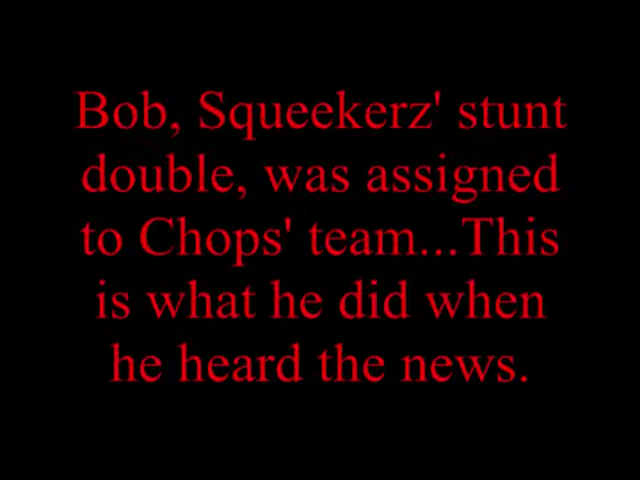 Bob, Squeekerz' stunt
double, was assigned
to Chops' team...This
is what he did when
he heard the news.